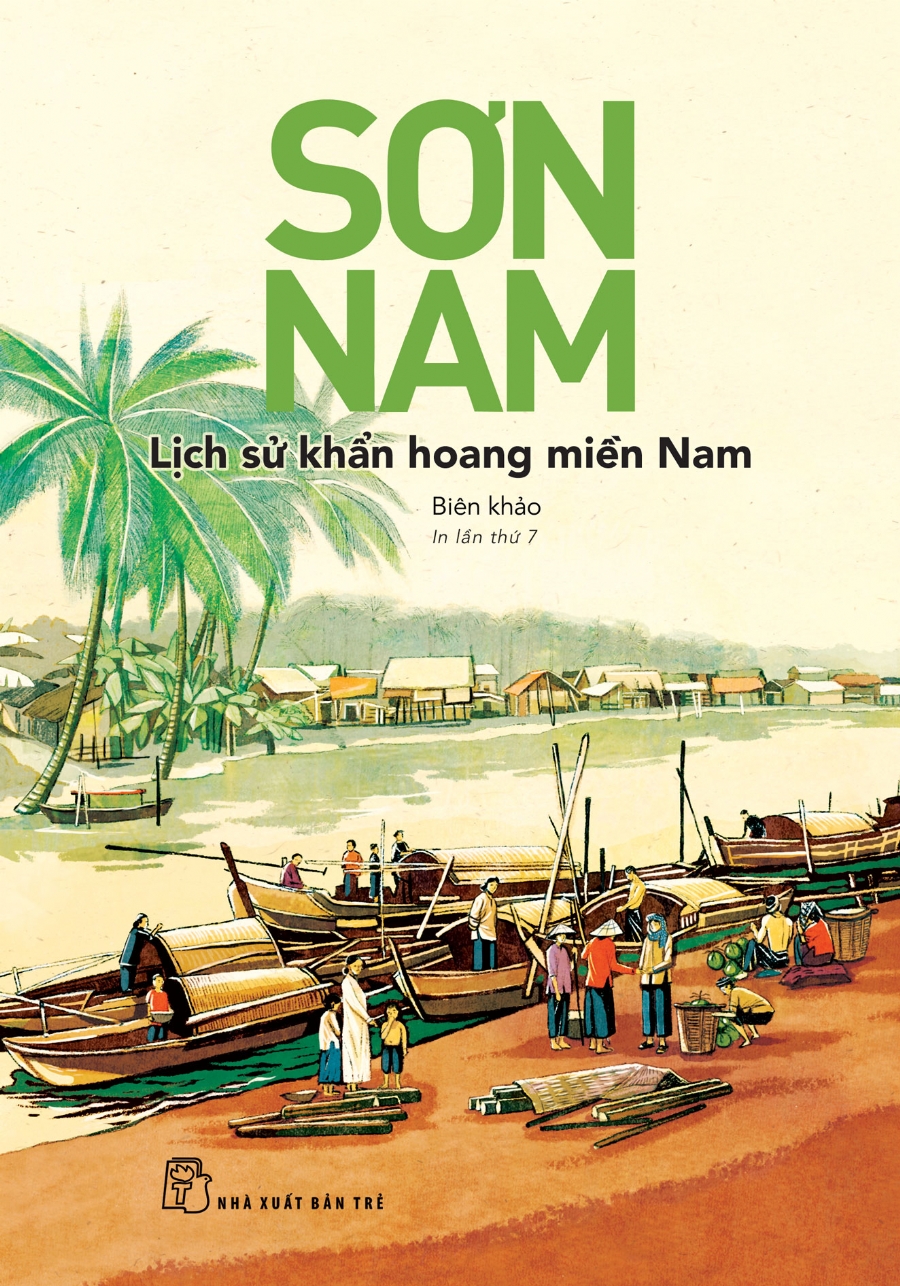 SƠN
NAM
Lịch sử khẩn hoang miền Nam
Biên khảo
In lần thứ 7
T
NHÀ XUẤT BẢN TRẺ